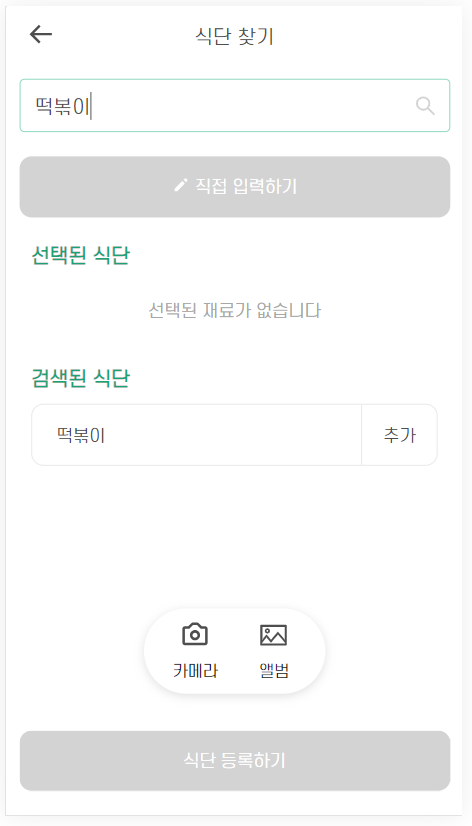 식단 찾기
떡볶이
직접 입력하기
선택된 식단
선택된 재료가 없습니다
검색된 식단
떡볶이 추가
카메라 앨범
식단 등록하기